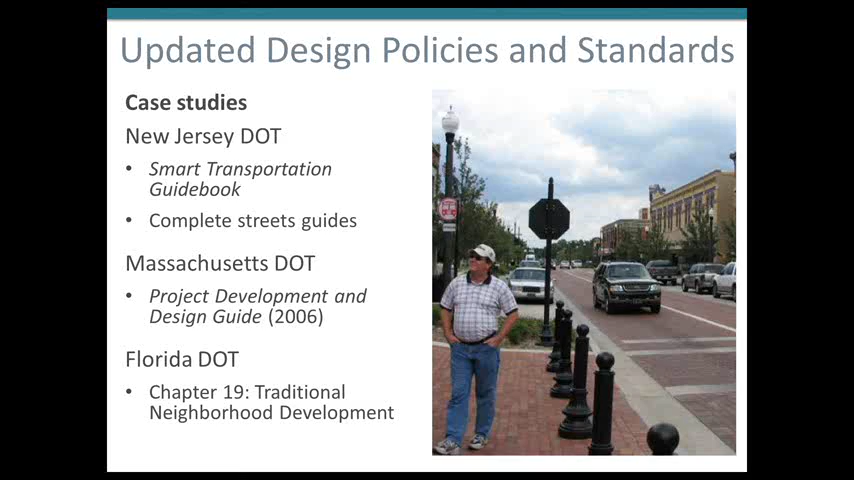 Updated Design Policies and Standards
Case studies
New Jersey DOT
• Smart Transportation
Guidebook
• Complete streets guides
Massachusetts DOT
• Project Development and
Design Guide (2006)
Florida DOT
• Chapter 19: Traditional
Neighborhood Development